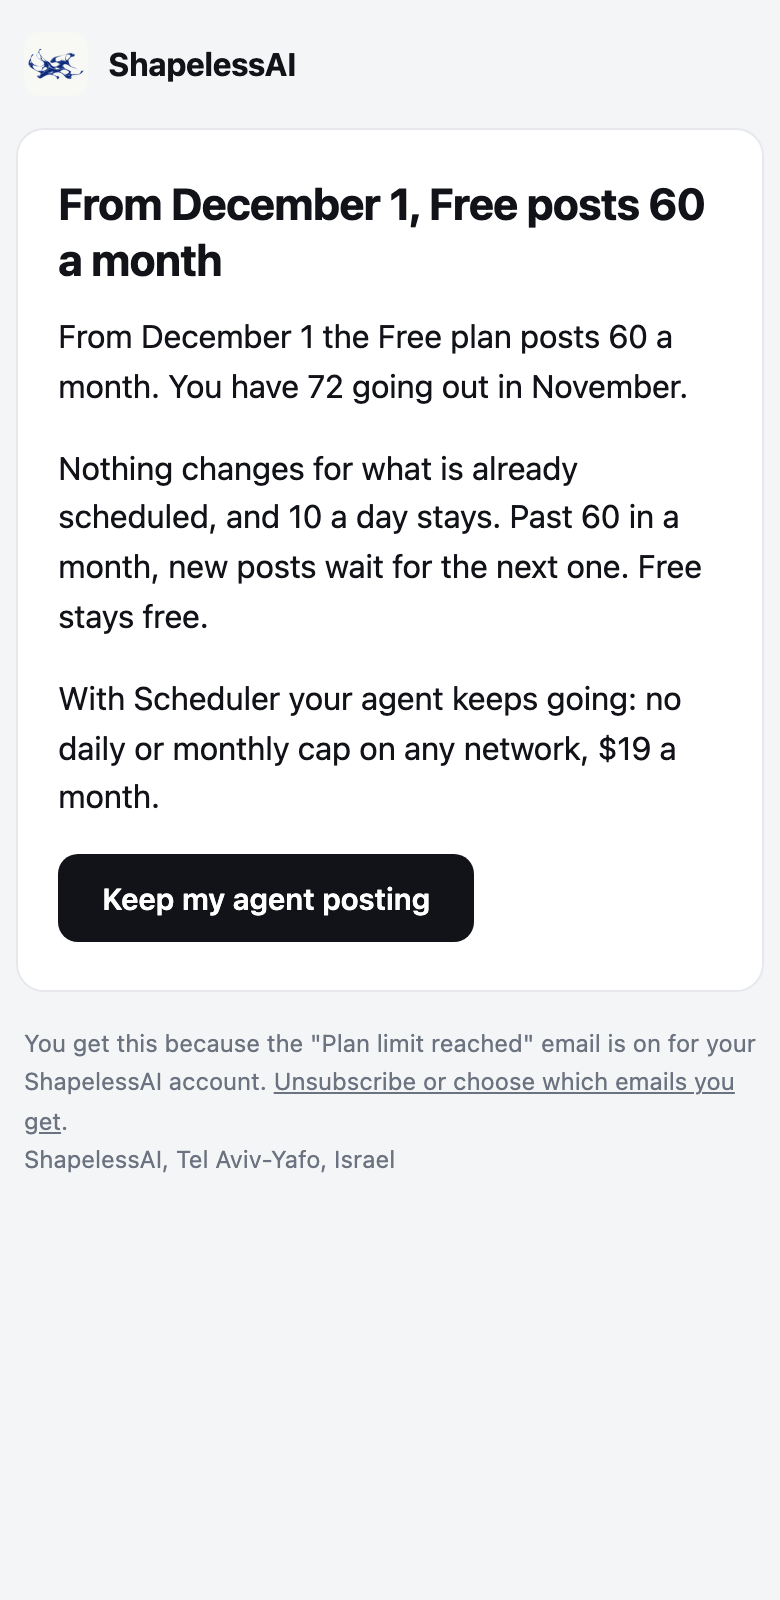 ShapelessAI
From December 1, Free posts 60
a month
From December 1 the Free plan posts 60 a
month. You have 72 going out in November.
Nothing changes for what is already
scheduled, and 10 a day stays. Past 60 in a
month, new posts wait for the next one. Free
stays free.
With Scheduler your agent keeps going: no
daily or monthly cap on any network, $19 a
month.
Keep my agent posting
You get this because the "Plan limit reached" email is on for your
ShapelessAI account. Unsubscribe or choose which emails you
get.
ShapelessAI, Tel Aviv-Yafo, Israel